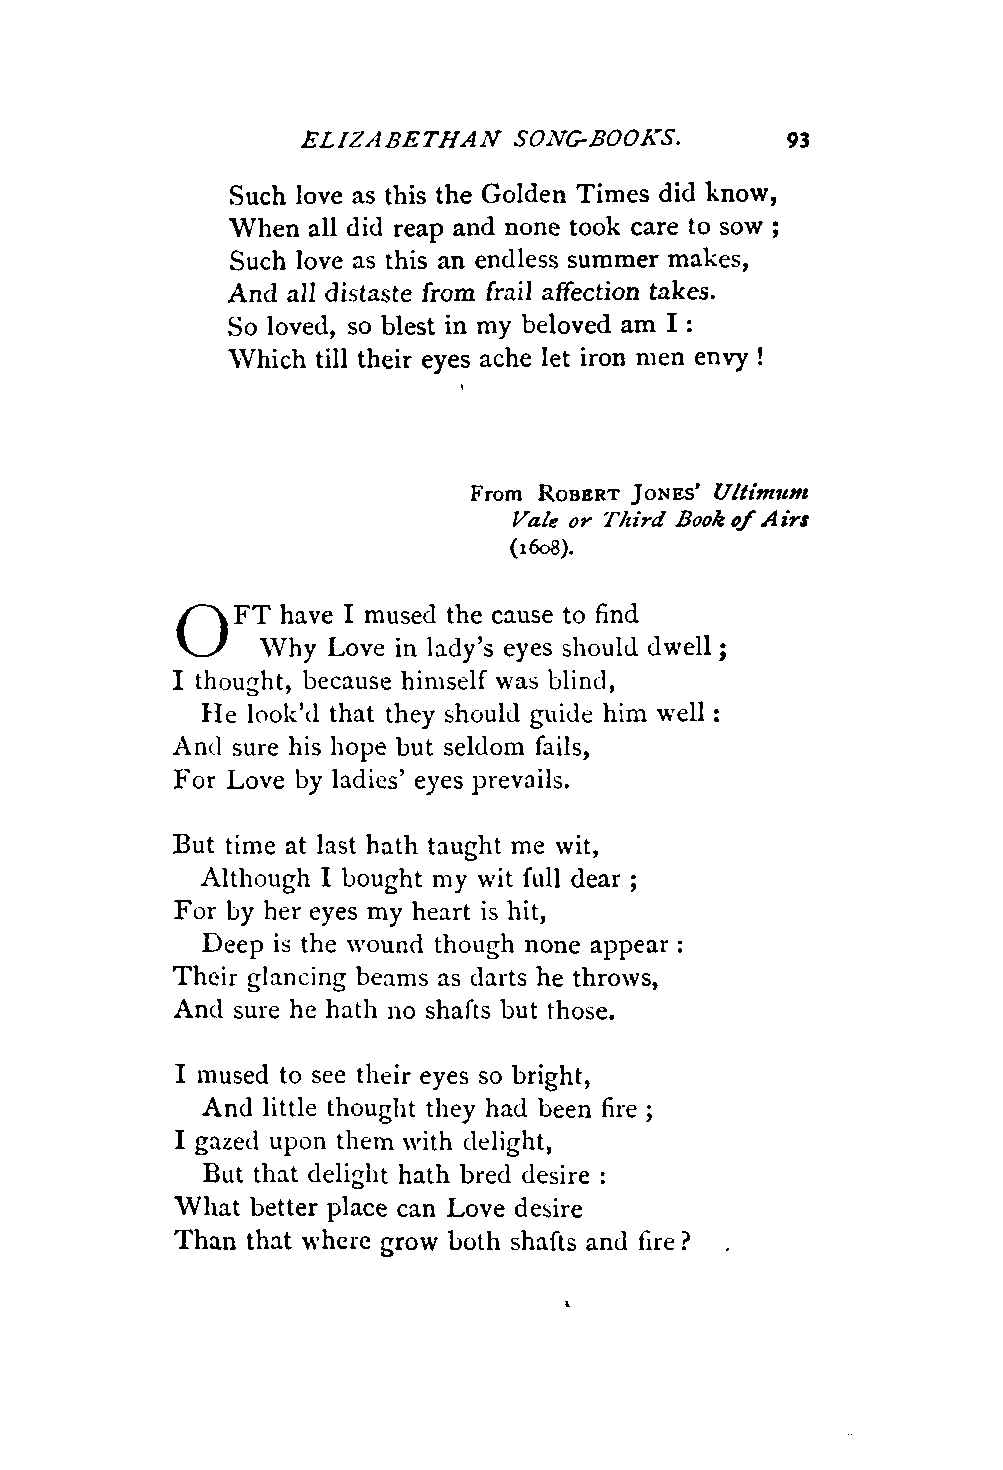 ELIZABETHAN SONG-BOOKS. 93
Such love as this the Golden Times did know,
When all did reap and none took care to sow ;
Such love as this an endless summer makes,
And all distaste from frail affection takes.
So loved, so blest in my beloved am I :
Which till their eyes ache let iron men envy !
From ROBERT JONES' Ultimum
Vale or Third Book of Airs
(1608).
OFT have I mused the cause to find
Why Love in lady's eyes should dwell ;
I thought, because himself was blind,
He look'd that they should guide him well :
And sure his hope but seldom fails,
For Love by ladies' eyes prevails.
But time at last hath taught me wit,
Although I bought my wit full dear ;
For by her eyes my heart is hit,
Deep is the wound though none appear :
Their glancing beams as darts he throws,
And sure he hath no shafts but those.
I mused to see their eyes so bright,
And little thought they had been fire ;
I gazed upon them with delight,
But that delight hath bred desire :
What better place can Love desire
Than that where grow both shafts and fire ?